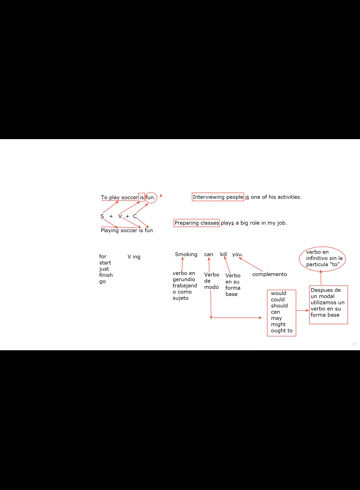 To play soccer is fun. *
S + V + C
Playing soccer is fun
Interviewing people is one of his activities.
Preparing classes plays a big role in my job.
for
start
just
finish
go
V ing
Smoking can kill you.
verbo en
gerundio
trabajand
o como
sujeto
Verbo
de
modo
Verbo
en su
forma
base
complemento
would
could
should
can
may
might
ought to
verbo en
infinitivo sin la
particula "to"
Despues de
un modal
utilizamos un
verbo en su
forma base